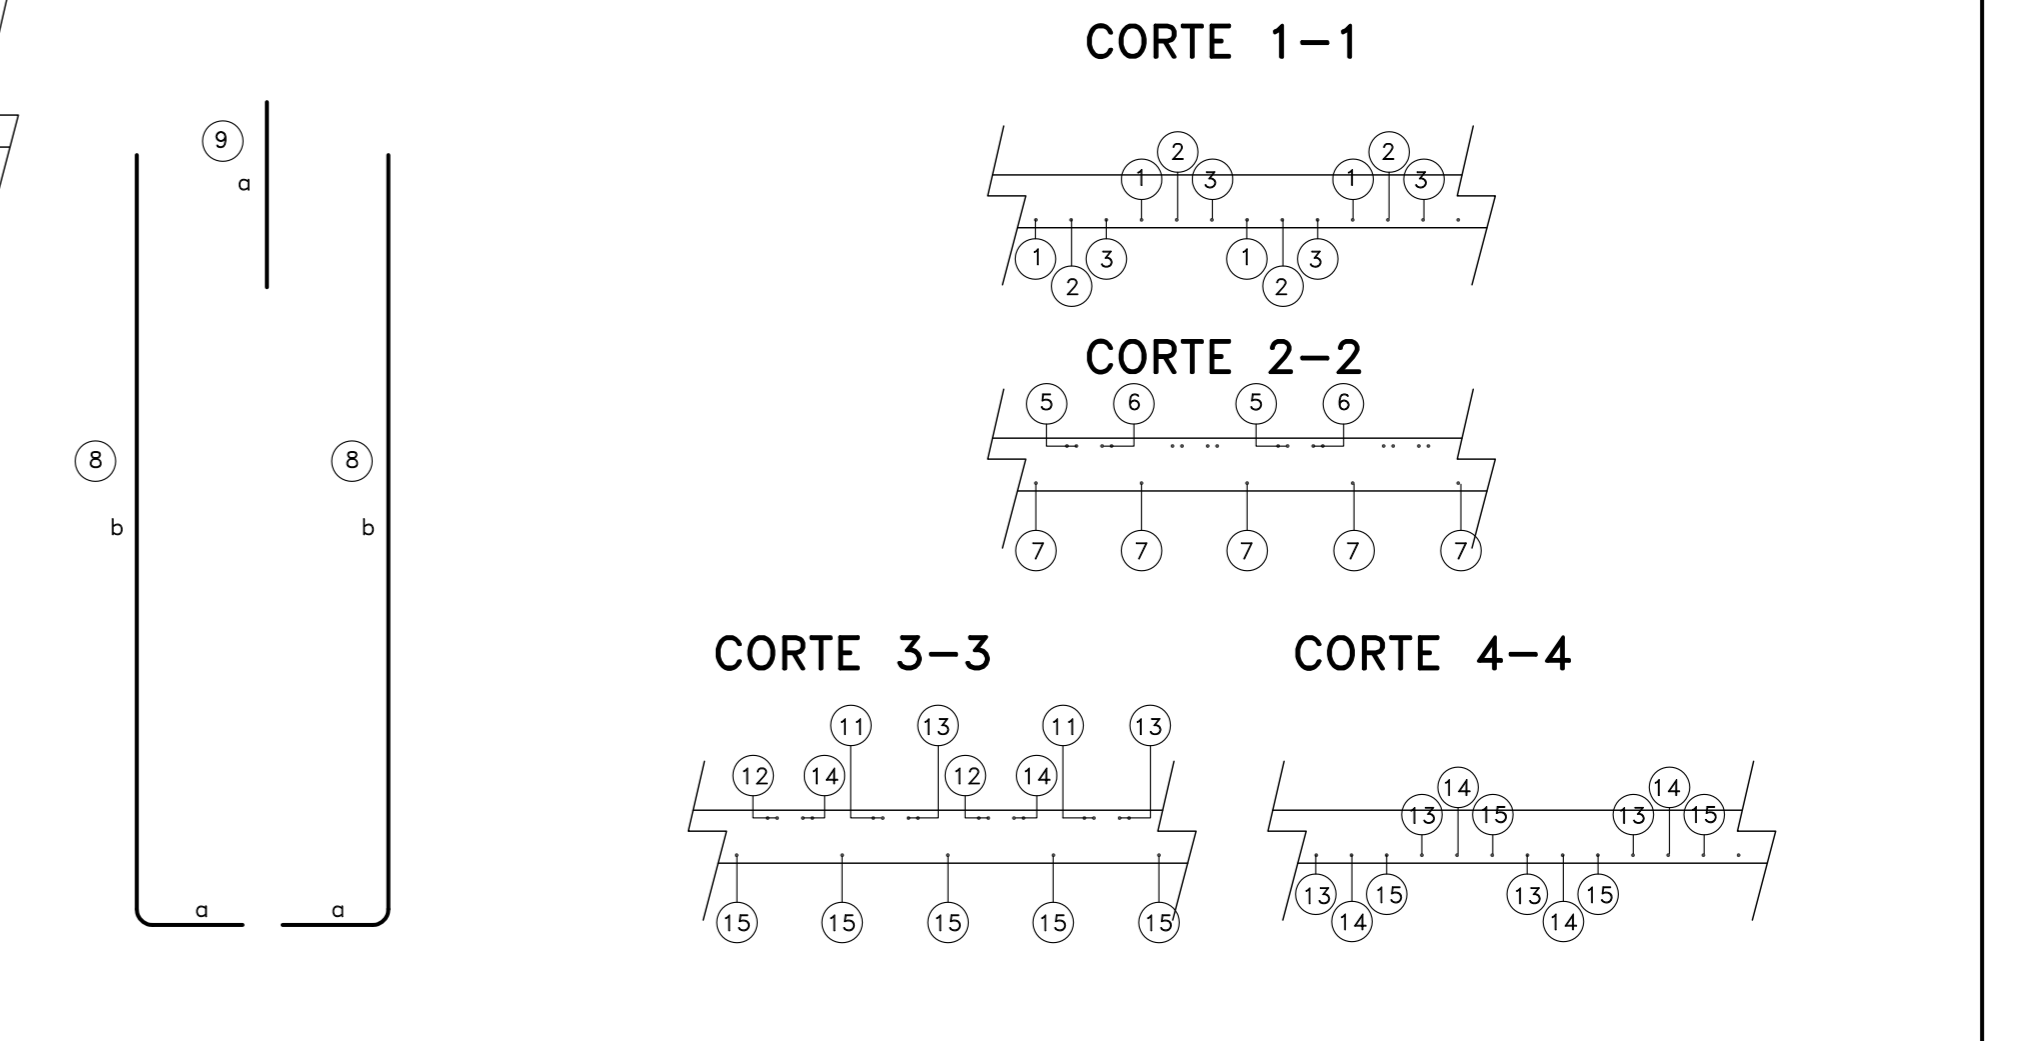 9
a
8
b
8
b
a a
CORTE 1-1
2 2
1 3 1 3
1 3 1 3
2 2
CORTE 2-2
5 6 5 6
7 7 7 7 7
CORTE 3-3
11 13 11 13
12 14 12 14
15 15 15 15 15
CORTE 4-4
14 14
13 15 13 15
13 15 13 15
14 14